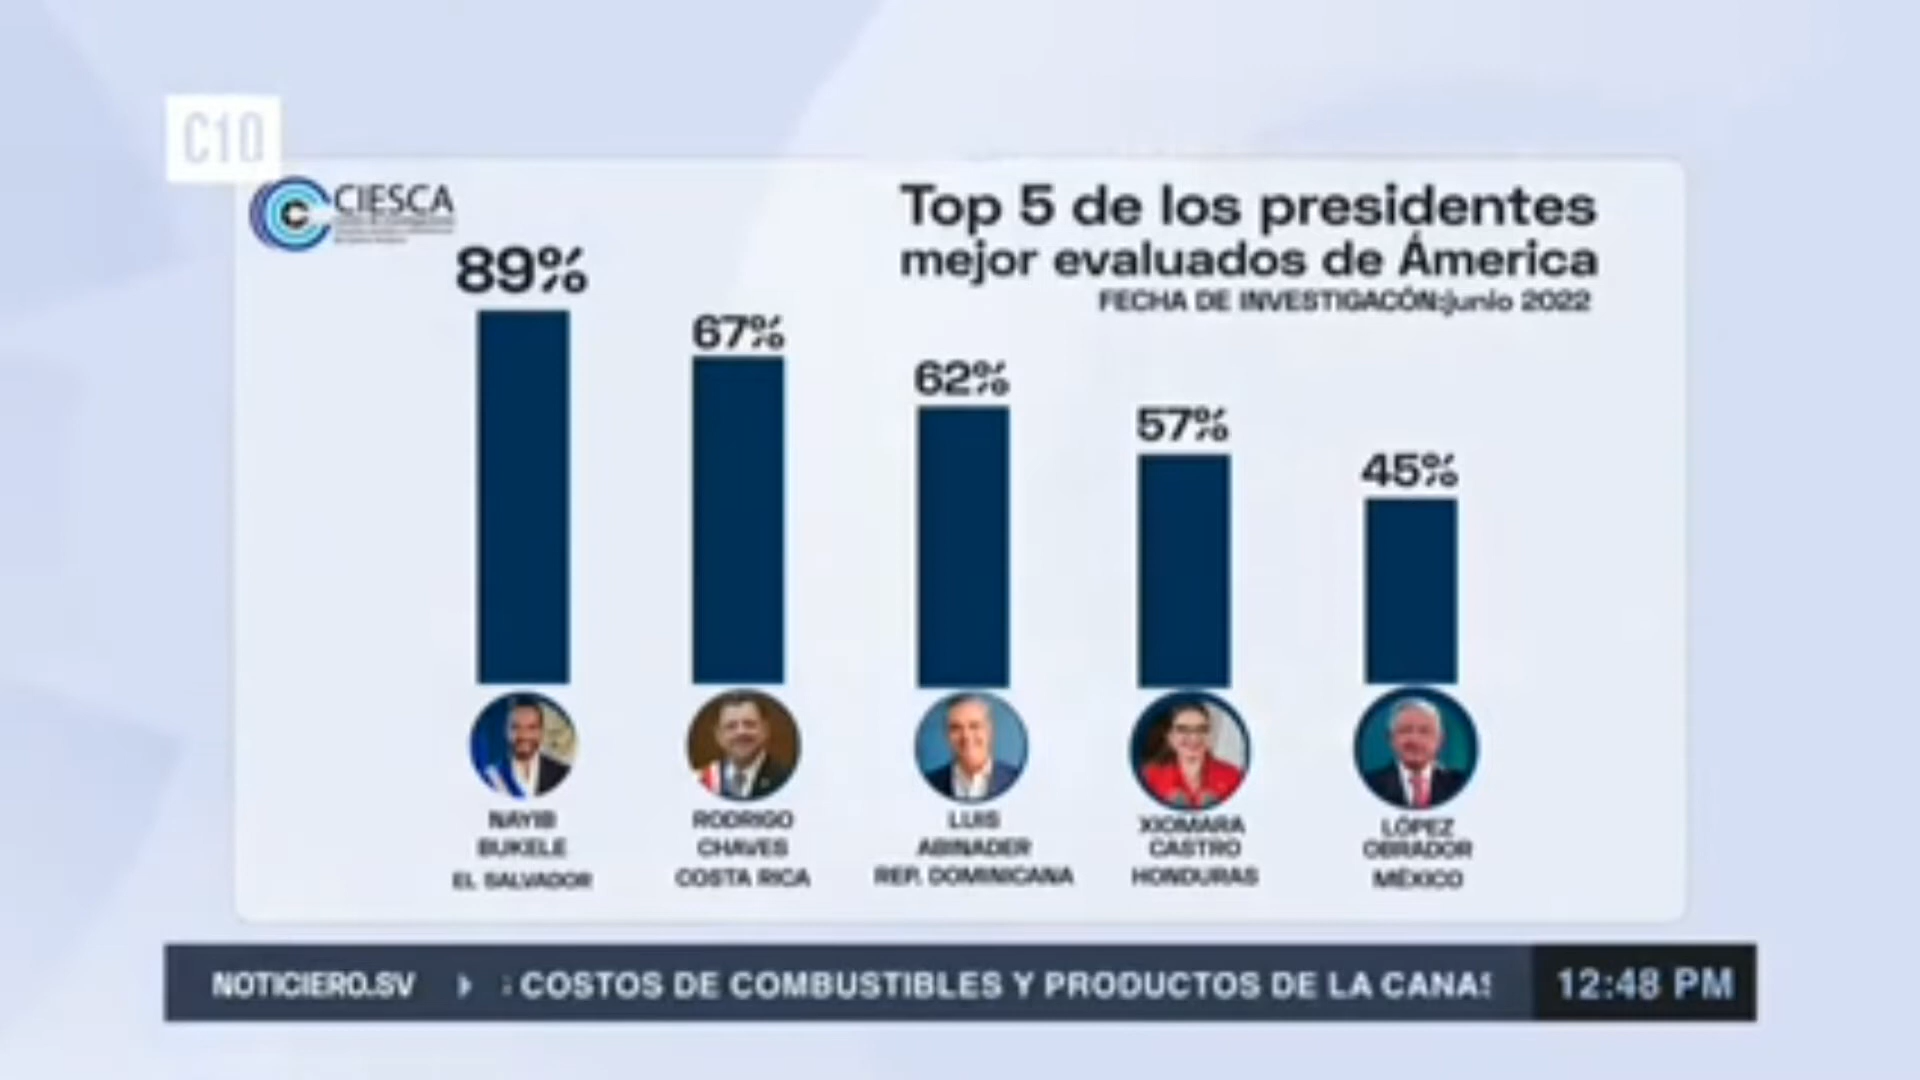 C10
CIESCA
Top 5 de los presidentes
mejor evaluados de Ámerica
FECHA DE INVESTIGACÓN:junio 2022
89%
67%
62%
57%
45%
NAYIB
BUKELE
EL SALVADOR
RODRIGO
CHAVES
COSTA RICA
LUIS
ABINADER
REP. DOMINICANA
XIOMARA
CASTRO
HONDURAS
LÓPEZ
OBRADOR
MÉXICO
NOTICIERO.SV
COSTOS DE COMBUSTIBLES Y PRODUCTOS DE LA CANAS
12:48 PM